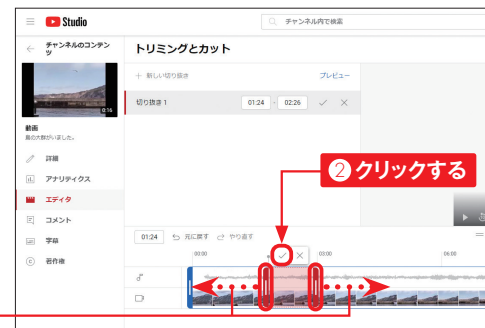 Studio
チャンネル内で検索
チャンネルのコンテン
ツ
トリミングとカット
+ 新しい切り抜き
プレビュー
切り抜き 1
01:24 - 02:26
0:16
動画
鳥の大群がいました。
詳細
アナリティクス
エディタ
コメント
字幕
著作権
② クリックする
01:24
元に戻す
やり直す
00:00
03:00
06:00